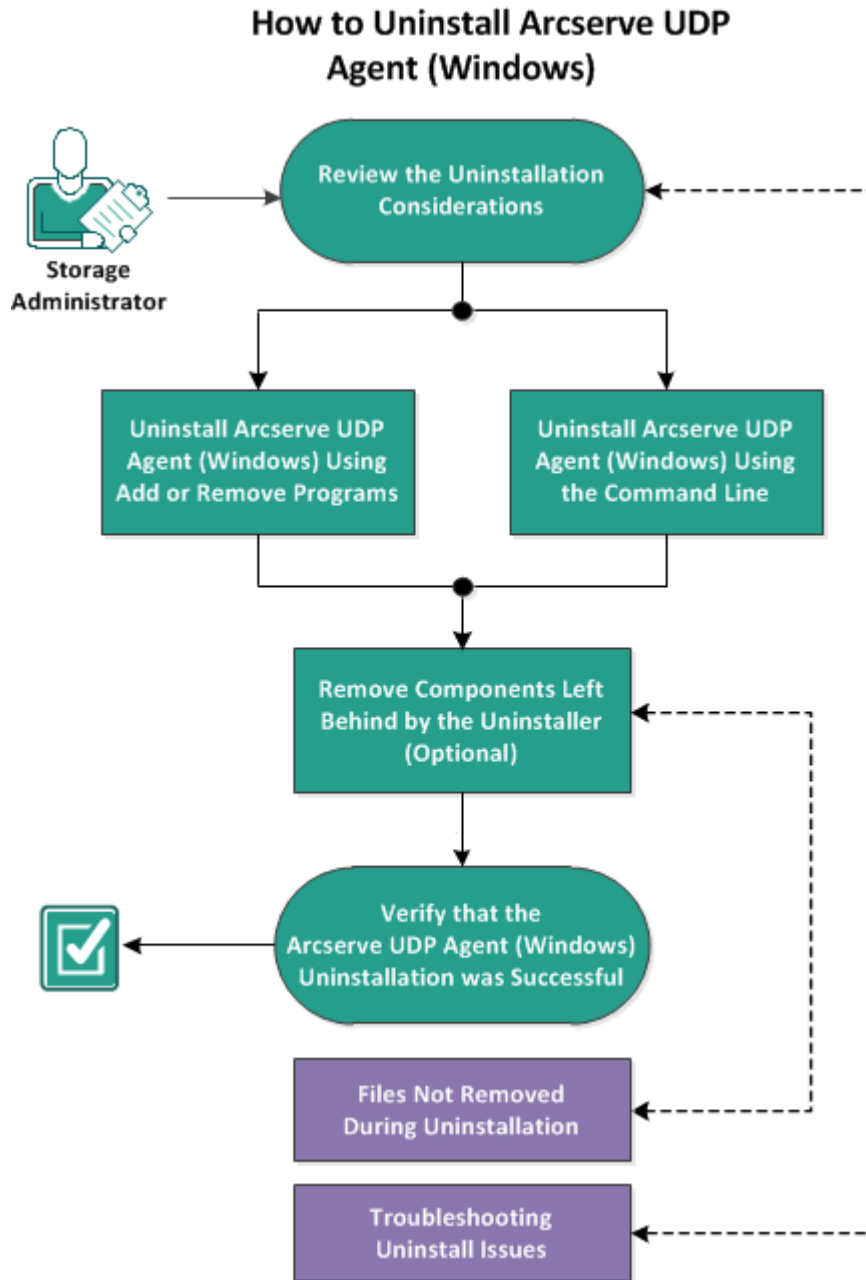 How to Uninstall Arcserve UDP
Agent (Windows)
Review the Uninstallation
Considerations
Storage
Administrator
Uninstall Arcserve UDP
Agent (Windows) Using
Add or Remove Programs
Uninstall Arcserve UDP
Agent (Windows) Using
the Command Line
Remove Components Left
Behind by the Uninstaller
(Optional)
Verify that the
Arcserve UDP Agent (Windows)
Uninstallation was Successful
Files Not Removed
During Uninstallation
Troubleshooting
Uninstall Issues